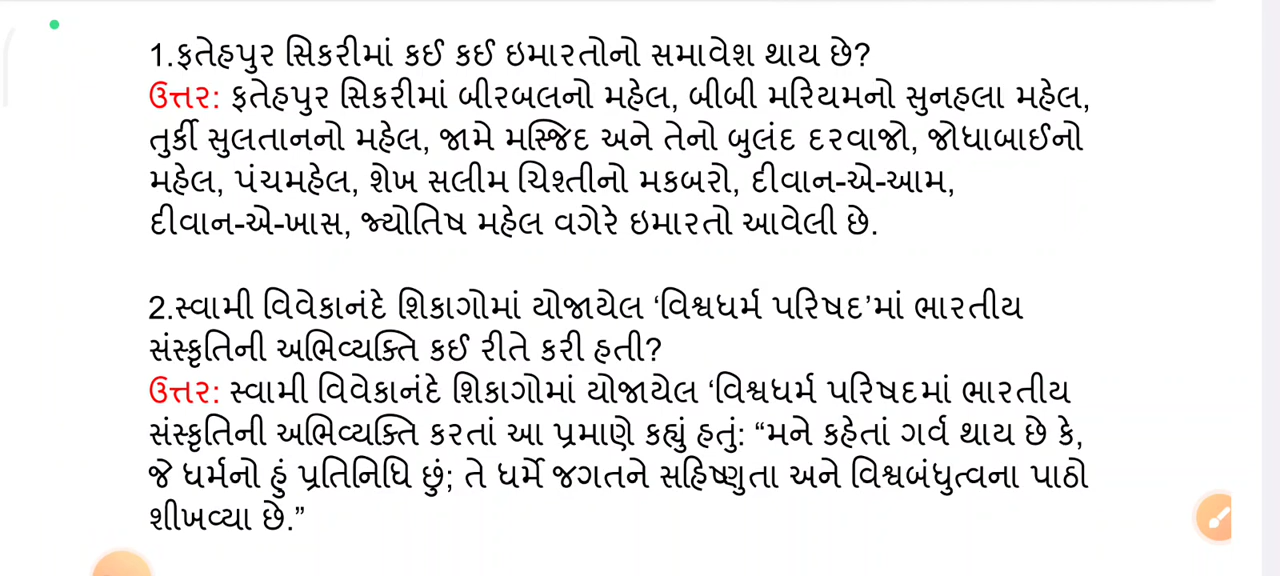 1.ફતેહપુર સિકરીમાં કઈ કઈ ઇમારતોનો સમાવેશ થાય છે?
ઉત્તર: ફતેહપુર સિકરીમાં બીરબલનો મહેલ, બીબી મરિયમનો સુનહલા મહેલ,
તુર્કી સુલતાનનો મહેલ, જામે મસ્જિદ અને તેનો બુલંદ દરવાજો, જોધાબાઈનો
મહેલ, પંચમહેલ, શેખ સલીમ ચિશ્તીનો મકબરો, દીવાન-એ-આમ,
દીવાન-એ-ખાસ, જ્યોતિષ મહેલ વગેરે ઇમારતો આવેલી છે.
2.સ્વામી વિવેકાનંદે શિકાગોમાં યોજાયેલ ‘વિશ્વધર્મ પરિષદ’માં ભારતીય
સંસ્કૃતિની અભિવ્યક્તિ કઈ રીતે કરી હતી?
ઉત્તર: સ્વામી વિવેકાનંદે શિકાગોમાં યોજાયેલ ‘વિશ્વધર્મ પરિષદમાં ભારતીય
સંસ્કૃતિની અભિવ્યક્તિ કરતાં આ પ્રમાણે કહ્યું હતું: “મને કહેતાં ગર્વ થાય છે કે,
જે ધર્મનો હું પ્રતિનિધિ છું; તે ધર્મે જગતને સહિષ્ણુતા અને વિશ્વબંધુત્વના પાઠો
શીખવ્યા છે.”